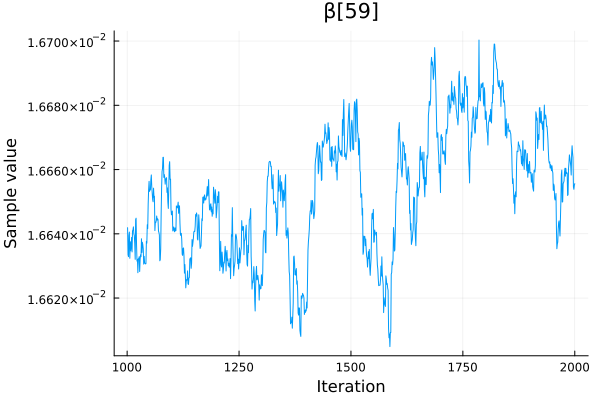 β[59]
Sample value
1.6700×10⁻²
1.6680×10⁻²
1.6660×10⁻²
1.6640×10⁻²
1.6620×10⁻²
1000 1250 1500 1750 2000
Iteration